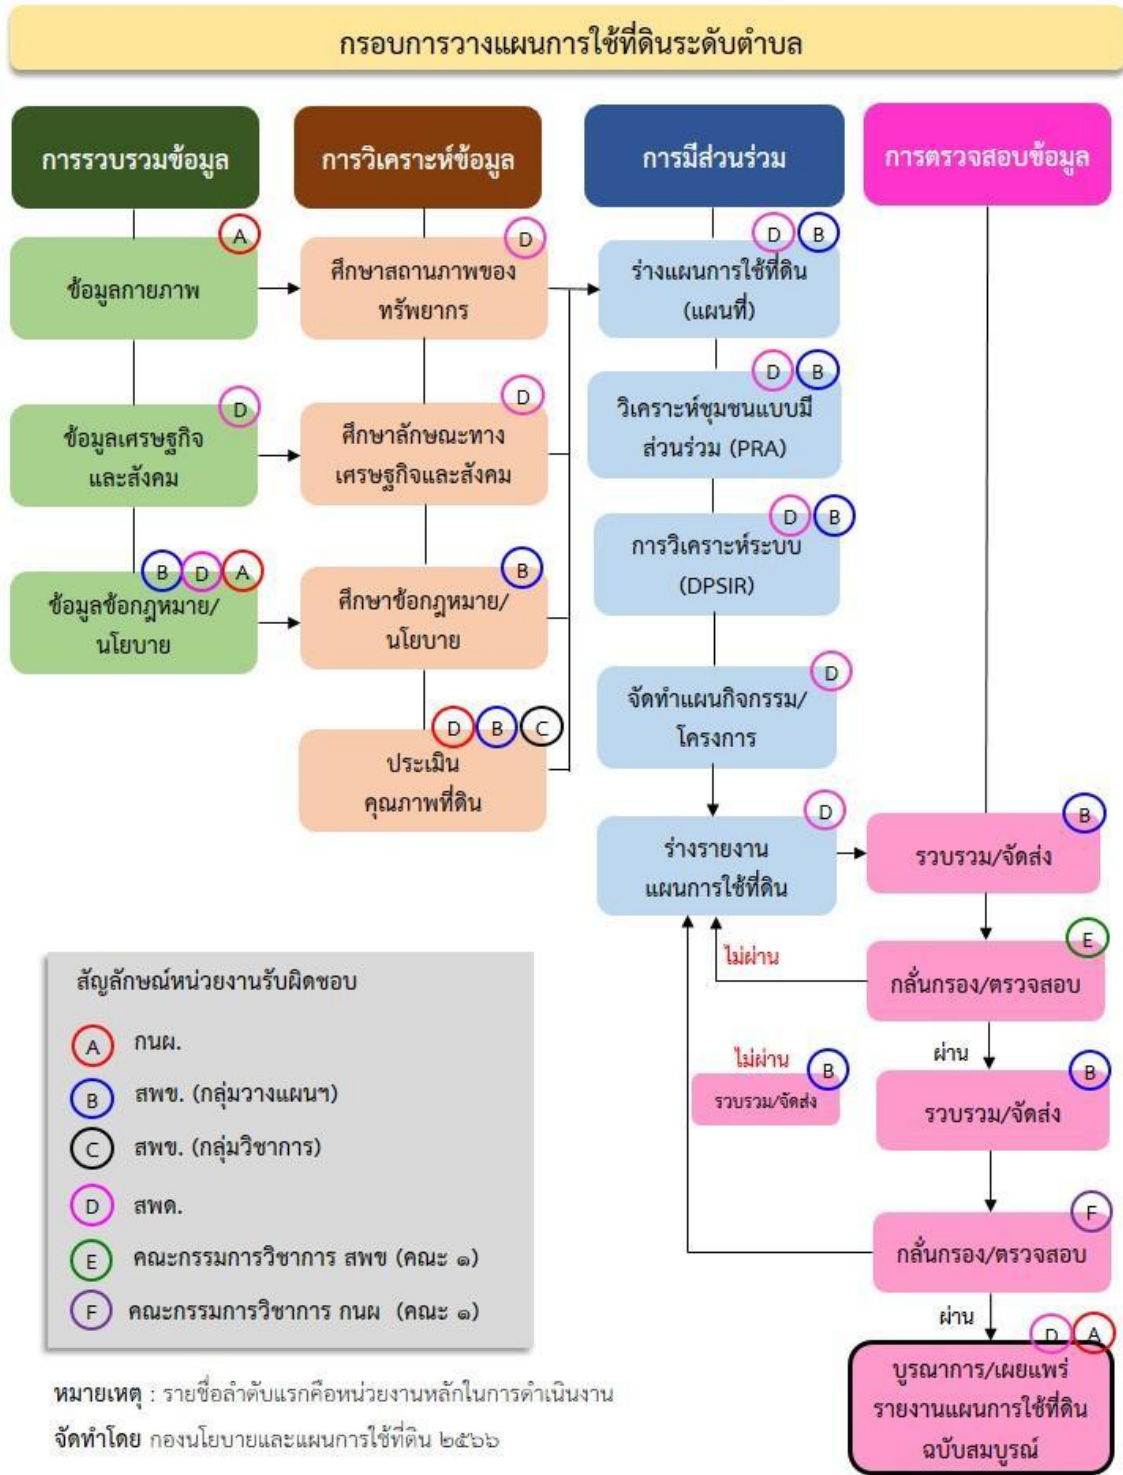 กรอบการวางแผนการใช้ที่ดินระดับตำบล
การรวบรวมข้อมูล
A
ข้อมูลกายภาพ
D
ข้อมูลเศรษฐกิจ
และสังคม
B D A
ข้อมูลข้อกฎหมาย/
นโยบาย
การวิเคราะห์ข้อมูล
D
ศึกษาสถานภาพของ
ทรัพยากร
D
ศึกษาลักษณะทาง
เศรษฐกิจและสังคม
B
ศึกษาข้อกฎหมาย/
นโยบาย
D B C
ประเมิน
คุณภาพที่ดิน
การมีส่วนร่วม
D B
ร่างแผนการใช้ที่ดิน
(แผนที่)
D B
วิเคราะห์ชุมชนแบบมี
ส่วนร่วม (PRA)
D B
การวิเคราะห์ระบบ
(DPSIR)
D
จัดทำแผนกิจกรรม/
โครงการ
D
ร่างรายงาน
แผนการใช้ที่ดิน
การตรวจสอบข้อมูล
B
รวบรวม/จัดส่ง
E
กลั่นกรอง/ตรวจสอบ
ไม่ผ่าน
ผ่าน
B
รวบรวม/จัดส่ง
ไม่ผ่าน
B
รวบรวม/จัดส่ง
F
กลั่นกรอง/ตรวจสอบ
ผ่าน
D A
บูรณาการ/เผยแพร่
รายงานแผนการใช้ที่ดิน
ฉบับสมบูรณ์
สัญลักษณ์หน่วยงานรับผิดชอบ
A กนผ.
B สพข. (กลุ่มวางแผนฯ)
C สพข. (กลุ่มวิชาการ)
D สพด.
E คณะกรรมการวิชาการ สพข (คณะ ๑)
F คณะกรรมการวิชาการ กนผ (คณะ ๑)
หมายเหตุ : รายชื่อลำดับแรกคือหน่วยงานหลักในการดำเนินงาน
จัดทำโดย กองนโยบายและแผนการใช้ที่ดิน ๒๕๖๖